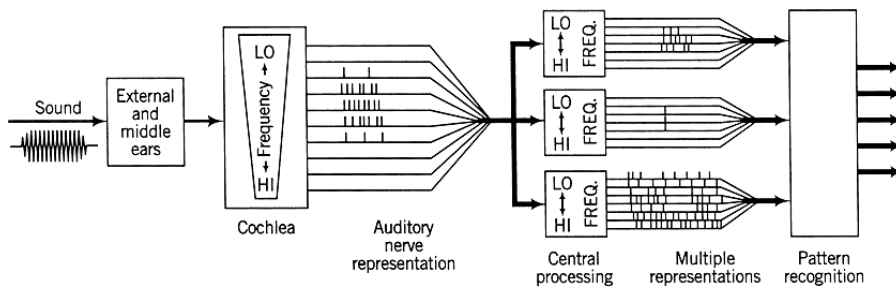 Sound
External
and
middle
ears
LO
Frequency
HI
Cochlea
Auditory
nerve
representation
LO
HI
FREQ.
LO
HI
FREQ.
LO
HI
FREQ.
Central
processing
Multiple
representations
Pattern
recognition